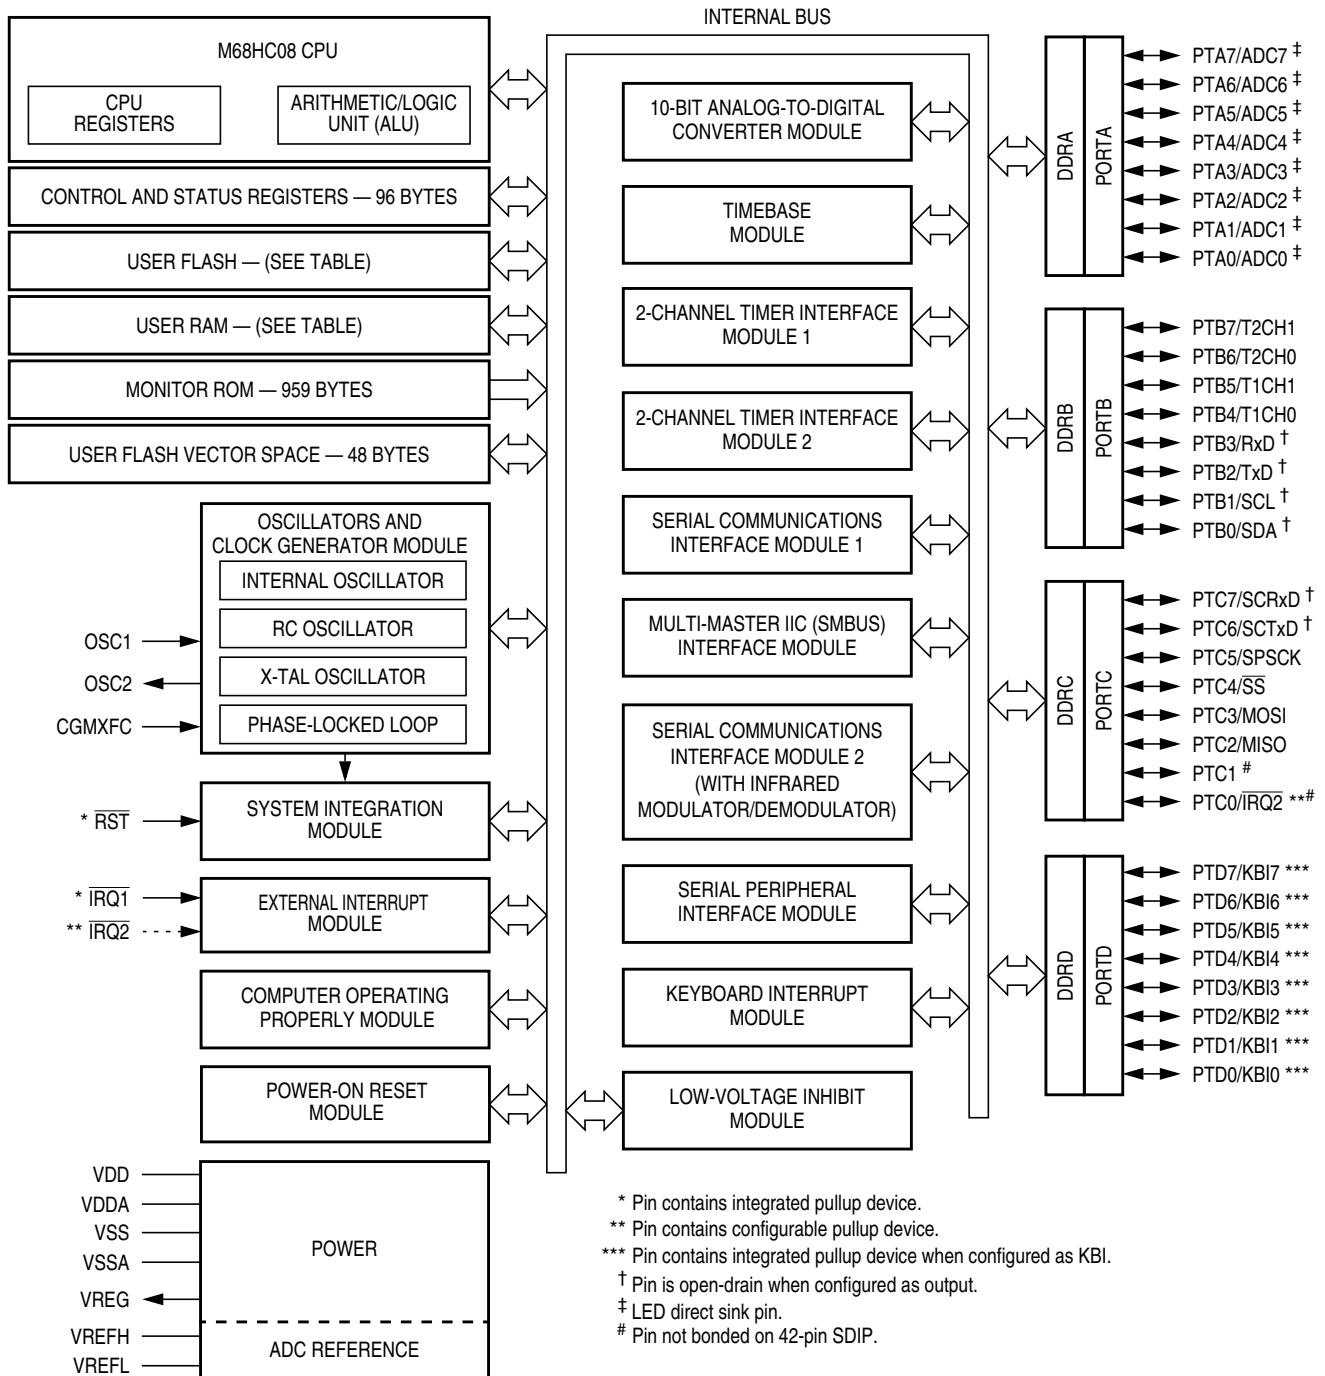 INTERNAL BUS
M68HC08 CPU
CPU
REGISTERS
ARITHMETIC/LOGIC
UNIT (ALU)
CONTROL AND STATUS REGISTERS — 96 BYTES
USER FLASH — (SEE TABLE)
USER RAM — (SEE TABLE)
MONITOR ROM — 959 BYTES
USER FLASH VECTOR SPACE — 48 BYTES
OSCILLATORS AND
CLOCK GENERATOR MODULE
INTERNAL OSCILLATOR
RC OSCILLATOR
X-TAL OSCILLATOR
PHASE-LOCKED LOOP
OSC1
OSC2
CGMXFC
* R̅S̅T̅
SYSTEM INTEGRATION
MODULE
* I̅R̅Q̅1̅
** I̅R̅Q̅2̅
EXTERNAL INTERRUPT
MODULE
COMPUTER OPERATING
PROPERLY MODULE
POWER-ON RESET
MODULE
VDD
VDDA
VSS
VSSA
VREG
VREFH
VREFL
POWER
ADC REFERENCE
10-BIT ANALOG-TO-DIGITAL
CONVERTER MODULE
TIMEBASE
MODULE
2-CHANNEL TIMER INTERFACE
MODULE 1
2-CHANNEL TIMER INTERFACE
MODULE 2
SERIAL COMMUNICATIONS
INTERFACE MODULE 1
MULTI-MASTER IIC (SMBUS)
INTERFACE MODULE
SERIAL COMMUNICATIONS
INTERFACE MODULE 2
(WITH INFRARED
MODULATOR/DEMODULATOR)
SERIAL PERIPHERAL
INTERFACE MODULE
KEYBOARD INTERRUPT
MODULE
LOW-VOLTAGE INHIBIT
MODULE
DDRA
PORTA
PTA7/ADC7 ‡
PTA6/ADC6 ‡
PTA5/ADC5 ‡
PTA4/ADC4 ‡
PTA3/ADC3 ‡
PTA2/ADC2 ‡
PTA1/ADC1 ‡
PTA0/ADC0 ‡
DDRB
PORTB
PTB7/T2CH1
PTB6/T2CH0
PTB5/T1CH1
PTB4/T1CH0
PTB3/RxD †
PTB2/TxD †
PTB1/SCL †
PTB0/SDA †
DDRC
PORTC
PTC7/SCRxD †
PTC6/SCTxD †
PTC5/SPSCK
PTC4/S̅S̅
PTC3/MOSI
PTC2/MISO
PTC1 #
PTC0/I̅R̅Q̅2̅ **#
DDRD
PORTD
PTD7/KBI7 ***
PTD6/KBI6 ***
PTD5/KBI5 ***
PTD4/KBI4 ***
PTD3/KBI3 ***
PTD2/KBI2 ***
PTD1/KBI1 ***
PTD0/KBI0 ***
* Pin contains integrated pullup device.
** Pin contains configurable pullup device.
*** Pin contains integrated pullup device when configured as KBI.
† Pin is open-drain when configured as output.
‡ LED direct sink pin.
# Pin not bonded on 42-pin SDIP.